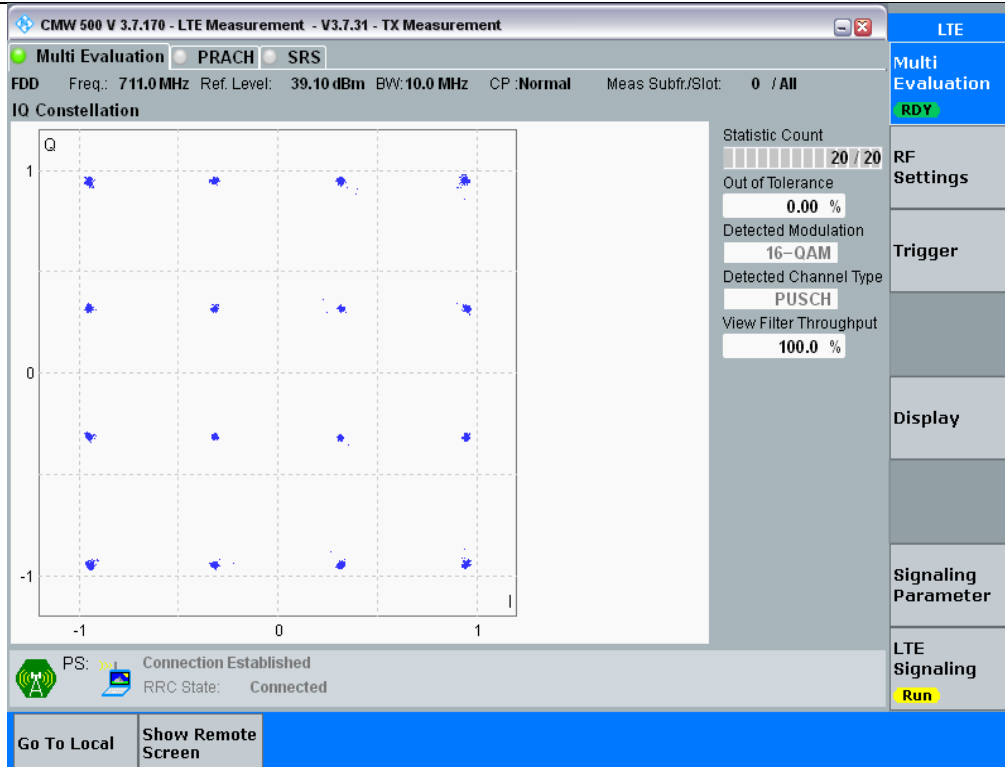 CMW 500 V 3.7.170 - LTE Measurement - V3.7.31 - TX Measurement
LTE
Multi Evaluation PRACH SRS
FDD Freq.: 711.0 MHz Ref. Level: 39.10 dBm BW: 10.0 MHz CP : Normal Meas Subfr./Slot: 0 / All
IQ Constellation
Q
1
0
-1
-1 0 1
I
Statistic Count
20 / 20
Out of Tolerance
0.00 %
Detected Modulation
16-QAM
Detected Channel Type
PUSCH
View Filter Throughput
100.0 %
Multi
Evaluation
RDY
RF
Settings
Trigger
Display
Signaling
Parameter
LTE
Signaling
Run
PS: Connection Established
RRC State: Connected
Go To Local
Show Remote
Screen